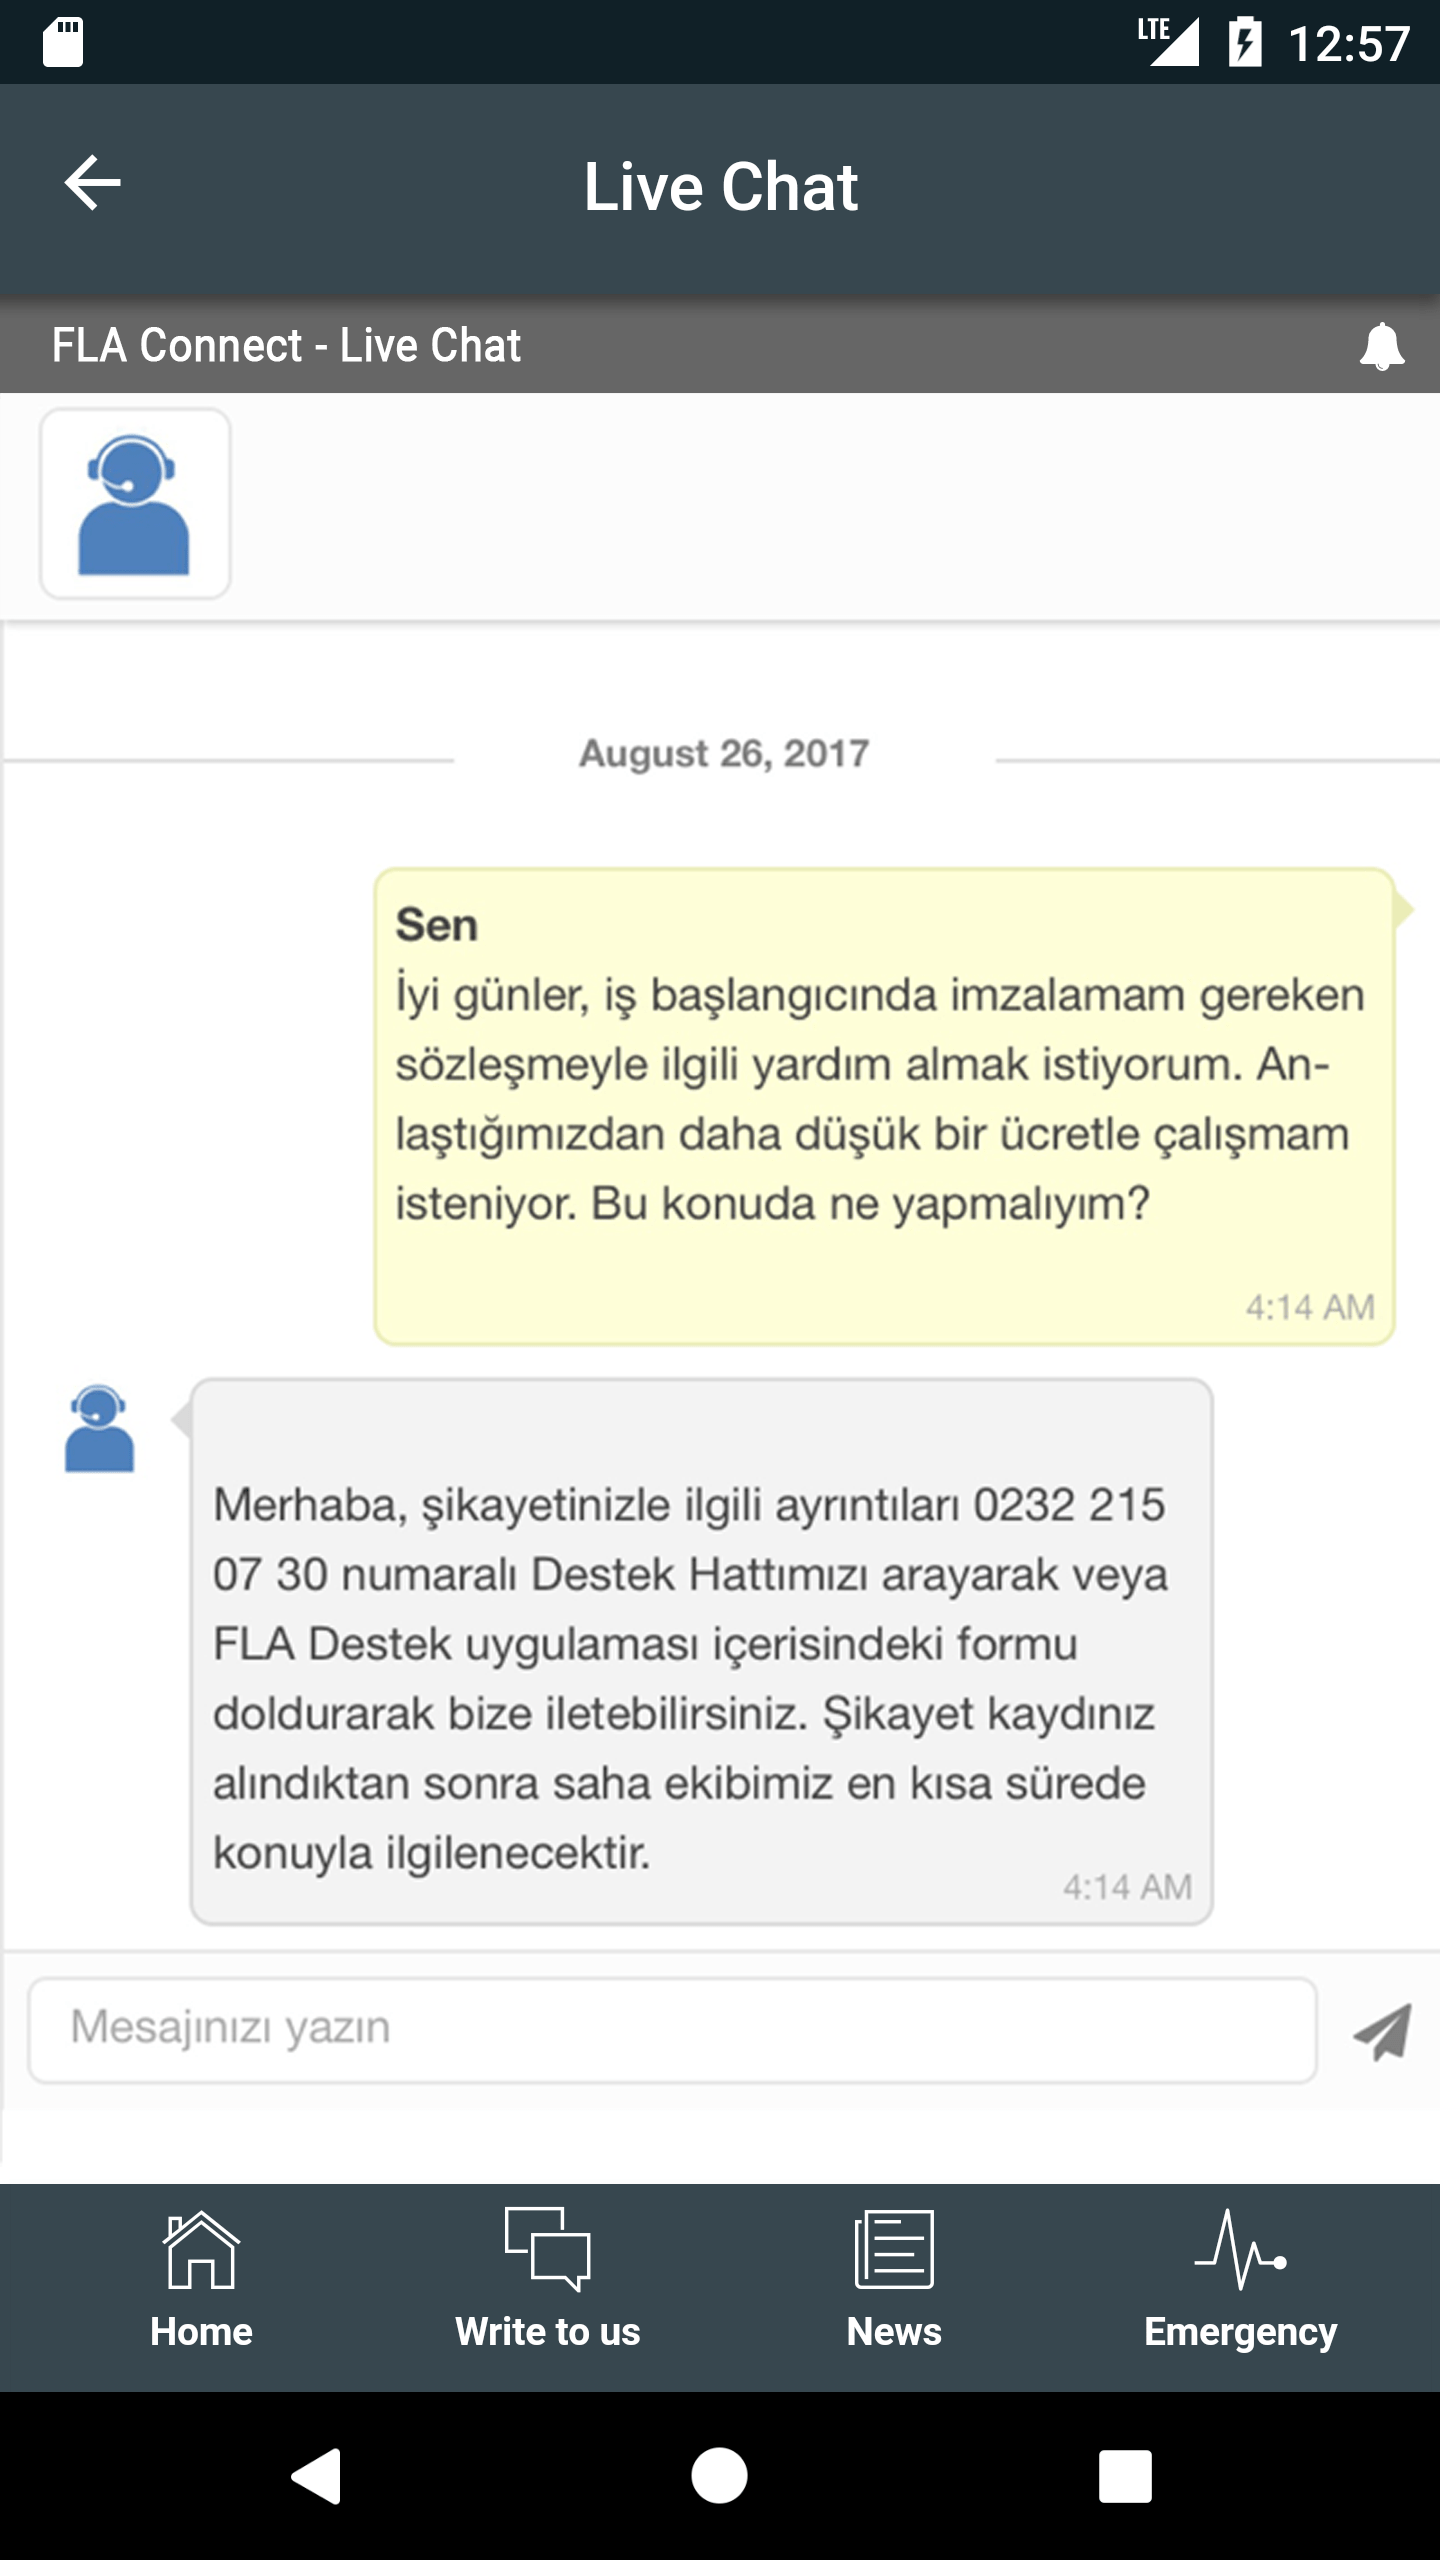 LTE 12:57
Live Chat
FLA Connect - Live Chat
August 26, 2017
Sen
İyi günler, iş başlangıcında imzalamam gereken
sözleşmeyle ilgili yardım almak istiyorum. An-
laştığımızdan daha düşük bir ücretle çalışmam
isteniyor. Bu konuda ne yapmalıyım?
4:14 AM
Merhaba, şikayetinizle ilgili ayrıntıları 0232 215
07 30 numaralı Destek Hattımızı arayarak veya
FLA Destek uygulaması içerisindeki formu
doldurarak bize iletebilirsiniz. Şikayet kaydınız
alındıktan sonra saha ekibimiz en kısa sürede
konuyla ilgilenecektir.
4:14 AM
Mesajınızı yazın
Home Write to us News Emergency